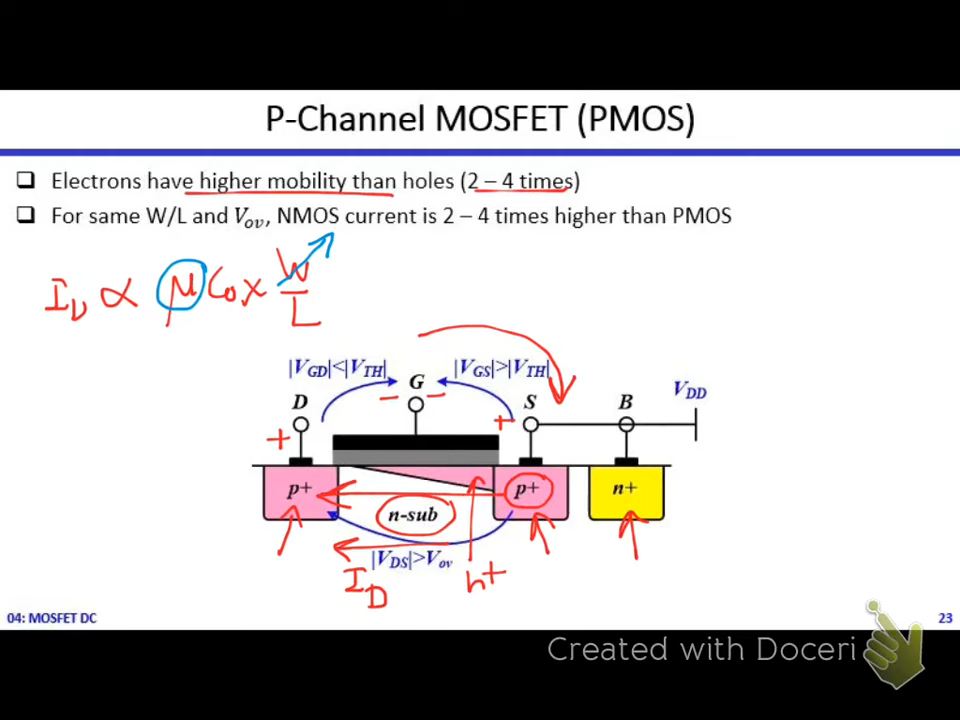 P-Channel MOSFET (PMOS)
❑ Electrons have higher mobility than holes (2 – 4 times)
❑ For same W/L and V_ov, NMOS current is 2 – 4 times higher than PMOS
I_D ∝ μ Cox W/L
|V_GD|<|V_TH| G |V_GS|>|V_TH|
D S B V_DD
+ − − +
p+ p+ n+
n-sub
|V_DS|>V_ov
I_D h+
04: MOSFET DC 23
Created with Doceri